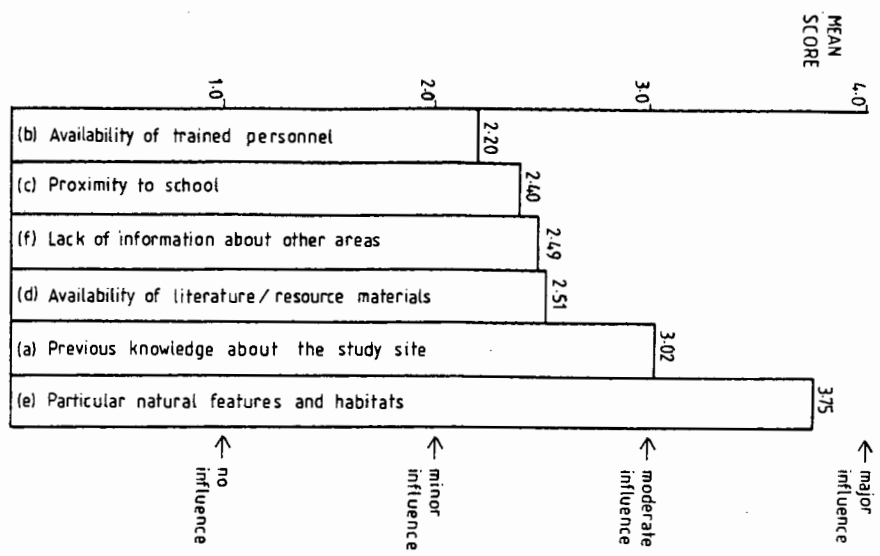 MEAN
SCORE
4.0
3.0
2.0
1.0
(b) Availability of trained personnel
2.20
(c) Proximity to school
2.40
(f) Lack of information about other areas
2.49
(d) Availability of literature/resource materials
2.51
(a) Previous knowledge about the study site
3.02
(e) Particular natural features and habitats
3.75
no
influence
minor
influence
moderate
influence
major
influence